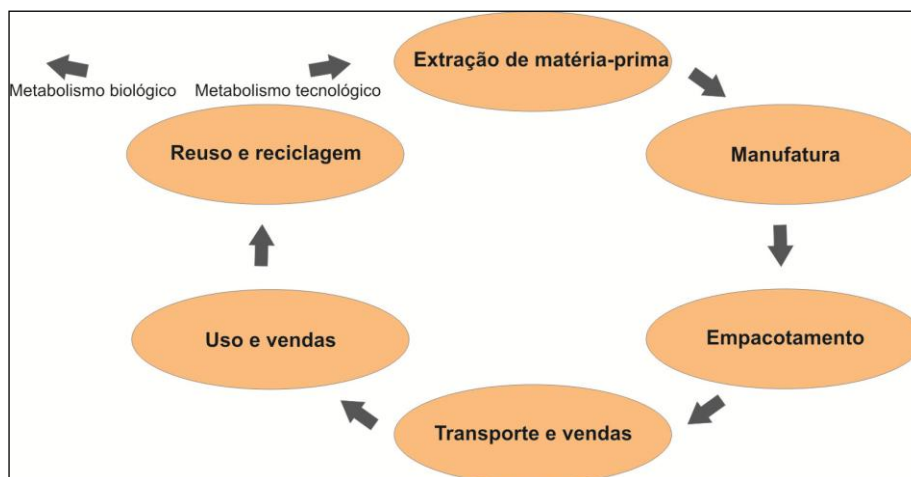 Extração de matéria-prima
Metabolismo biológico
Metabolismo tecnológico
Reuso e reciclagem
Manufatura
Uso e vendas
Empacotamento
Transporte e vendas